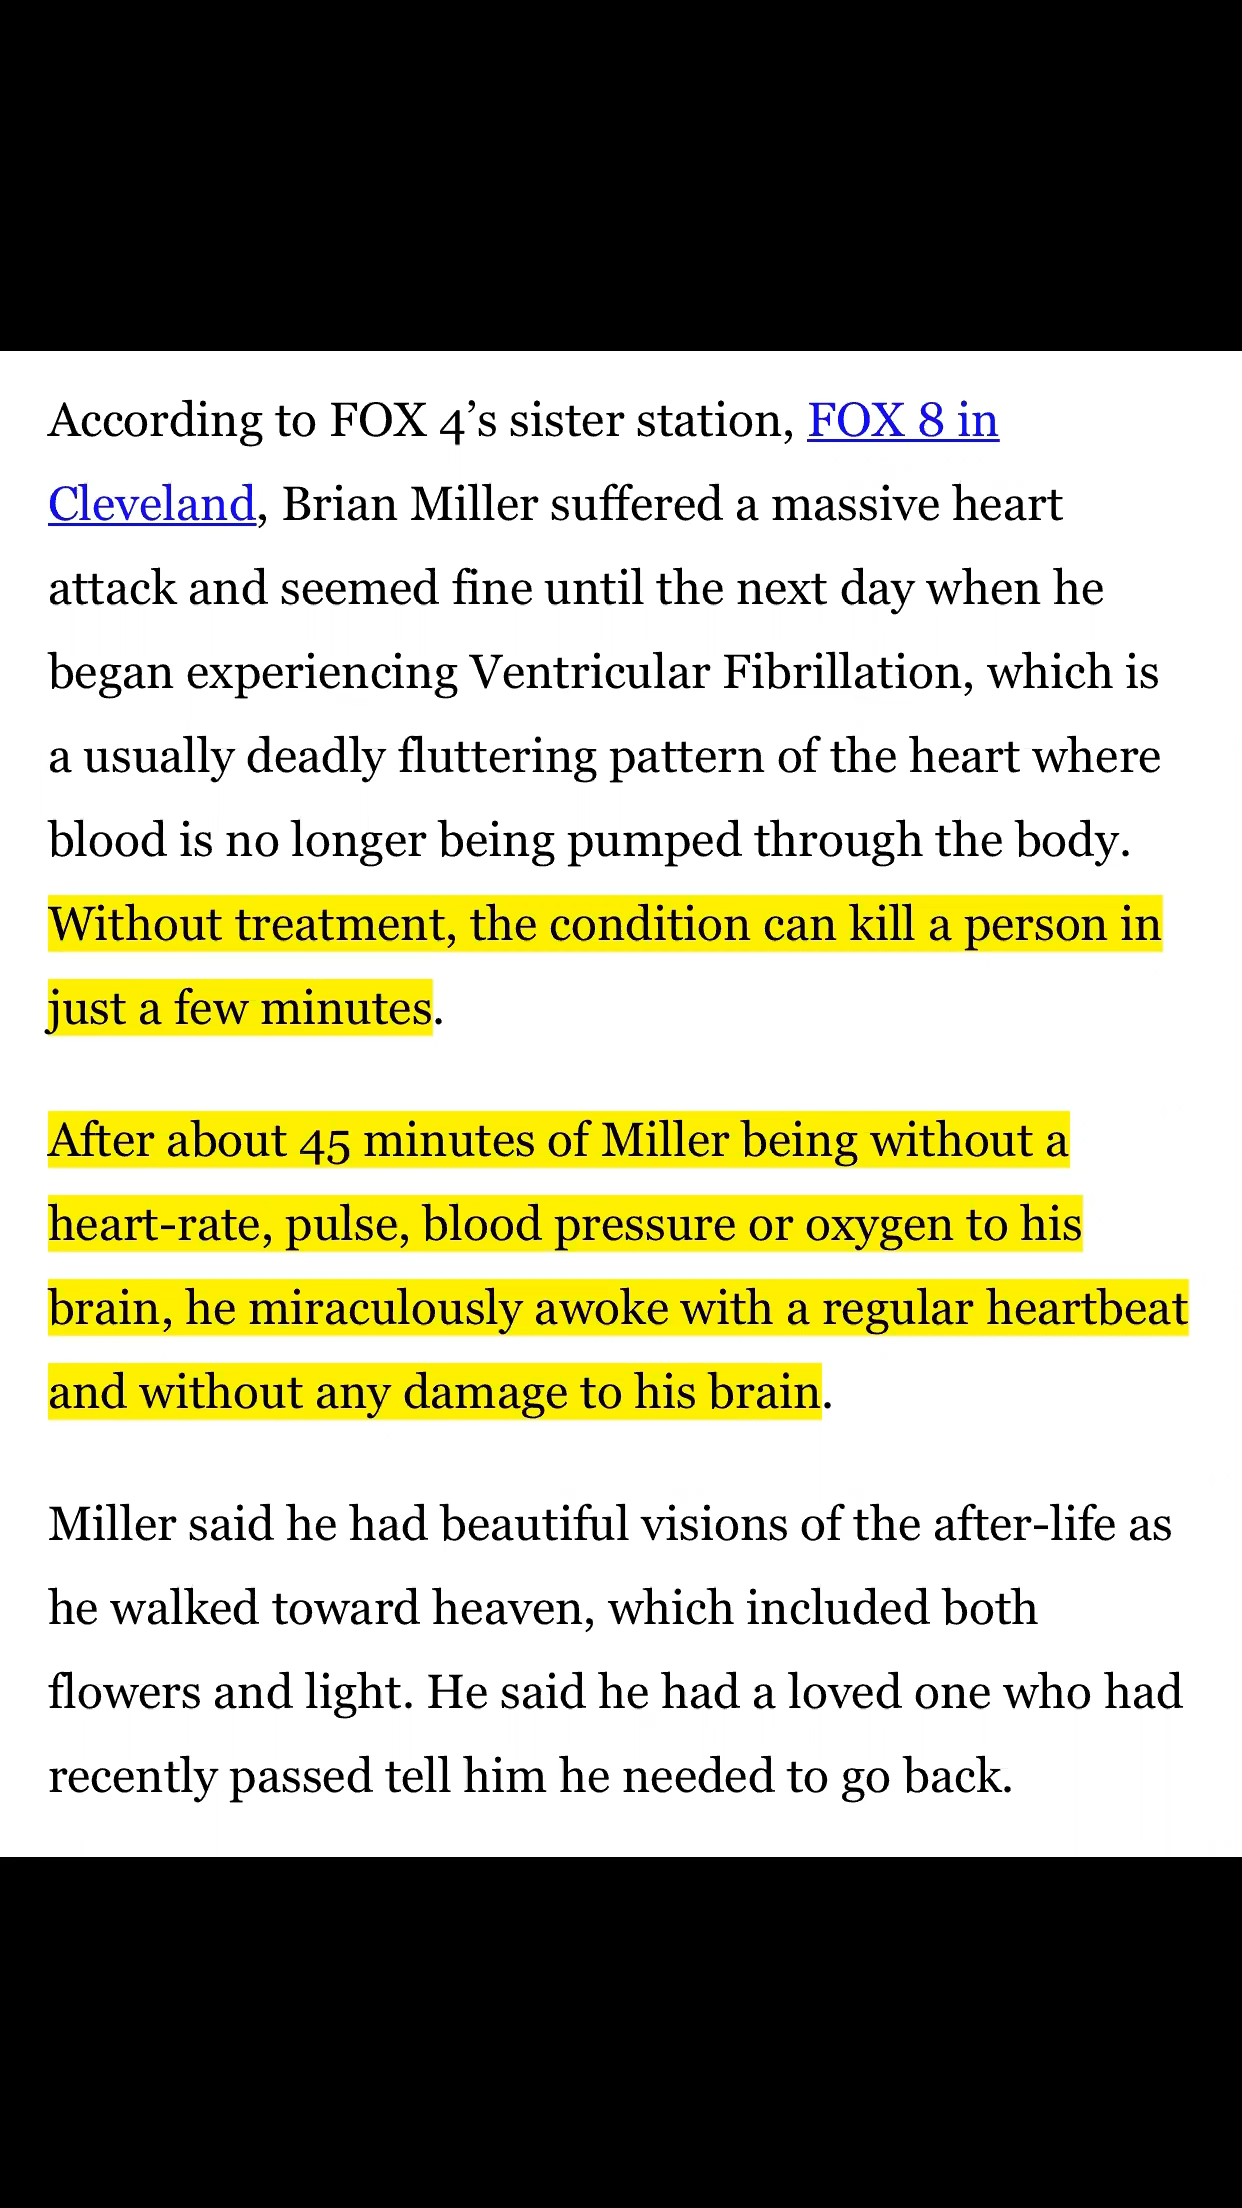 According to FOX 4’s sister station, FOX 8 in
Cleveland, Brian Miller suffered a massive heart
attack and seemed fine until the next day when he
began experiencing Ventricular Fibrillation, which is
a usually deadly fluttering pattern of the heart where
blood is no longer being pumped through the body.
Without treatment, the condition can kill a person in
just a few minutes.
After about 45 minutes of Miller being without a
heart-rate, pulse, blood pressure or oxygen to his
brain, he miraculously awoke with a regular heartbeat
and without any damage to his brain.
Miller said he had beautiful visions of the after-life as
he walked toward heaven, which included both
flowers and light. He said he had a loved one who had
recently passed tell him he needed to go back.